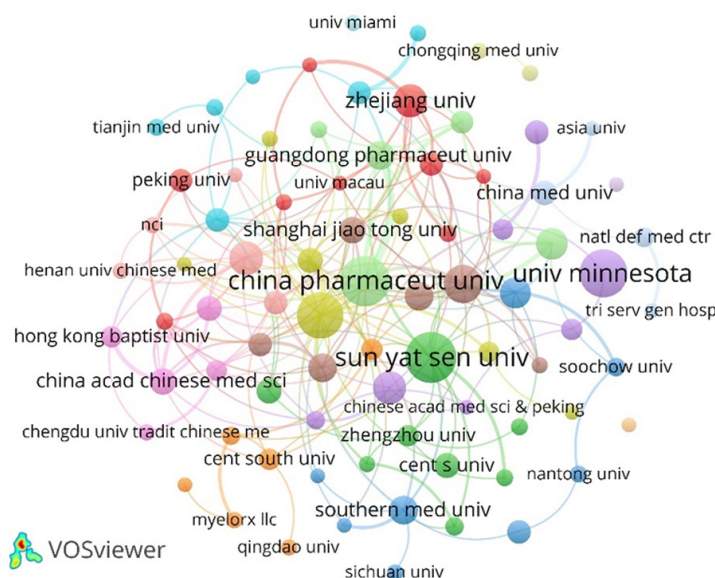 univ miami
chongqing med univ
zhejiang univ
tianjin med univ
asia univ
guangdong pharmaceut univ
peking univ
univ macau
china med univ
nci
shanghai jiao tong univ
natl def med ctr
henan univ chinese med
china pharmaceut univ
univ minnesota
tri serv gen hosp
hong kong baptist univ
sun yat sen univ
soochow univ
china acad chinese med sci
chinese acad med sci & peking
chengdu univ tradit chinese me
zhengzhou univ
cent south univ
cent s univ
nantong univ
myelorx llc
southern med univ
qingdao univ
VOSviewer
sichuan univ